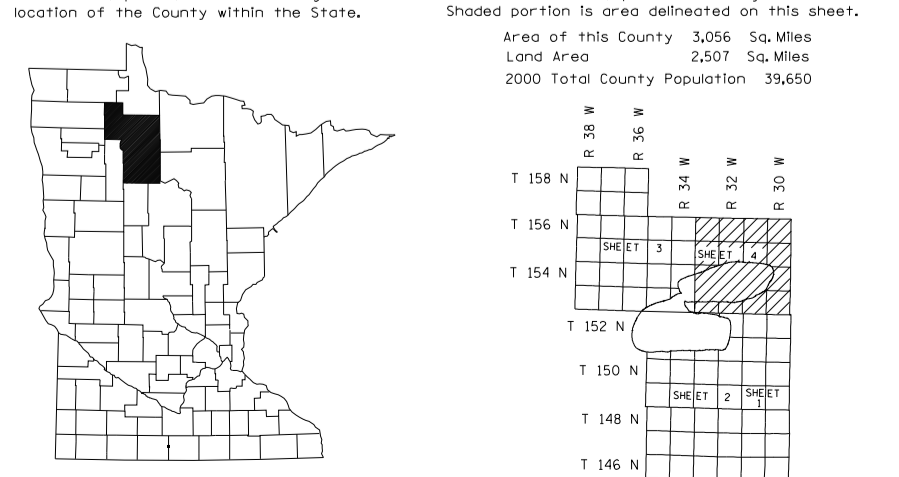 location of the County within the State.
Shaded portion is area delineated on this sheet.
Area of this County 3,056 Sq. Miles
Land Area 2,507 Sq. Miles
2000 Total County Population 39,650
R 38 W
R 36 W
R 34 W
R 32 W
R 30 W
T 158 N
T 156 N
SHEET 3
SHEET 4
T 154 N
T 152 N
T 150 N
SHEET 2
SHEET 1
T 148 N
T 146 N